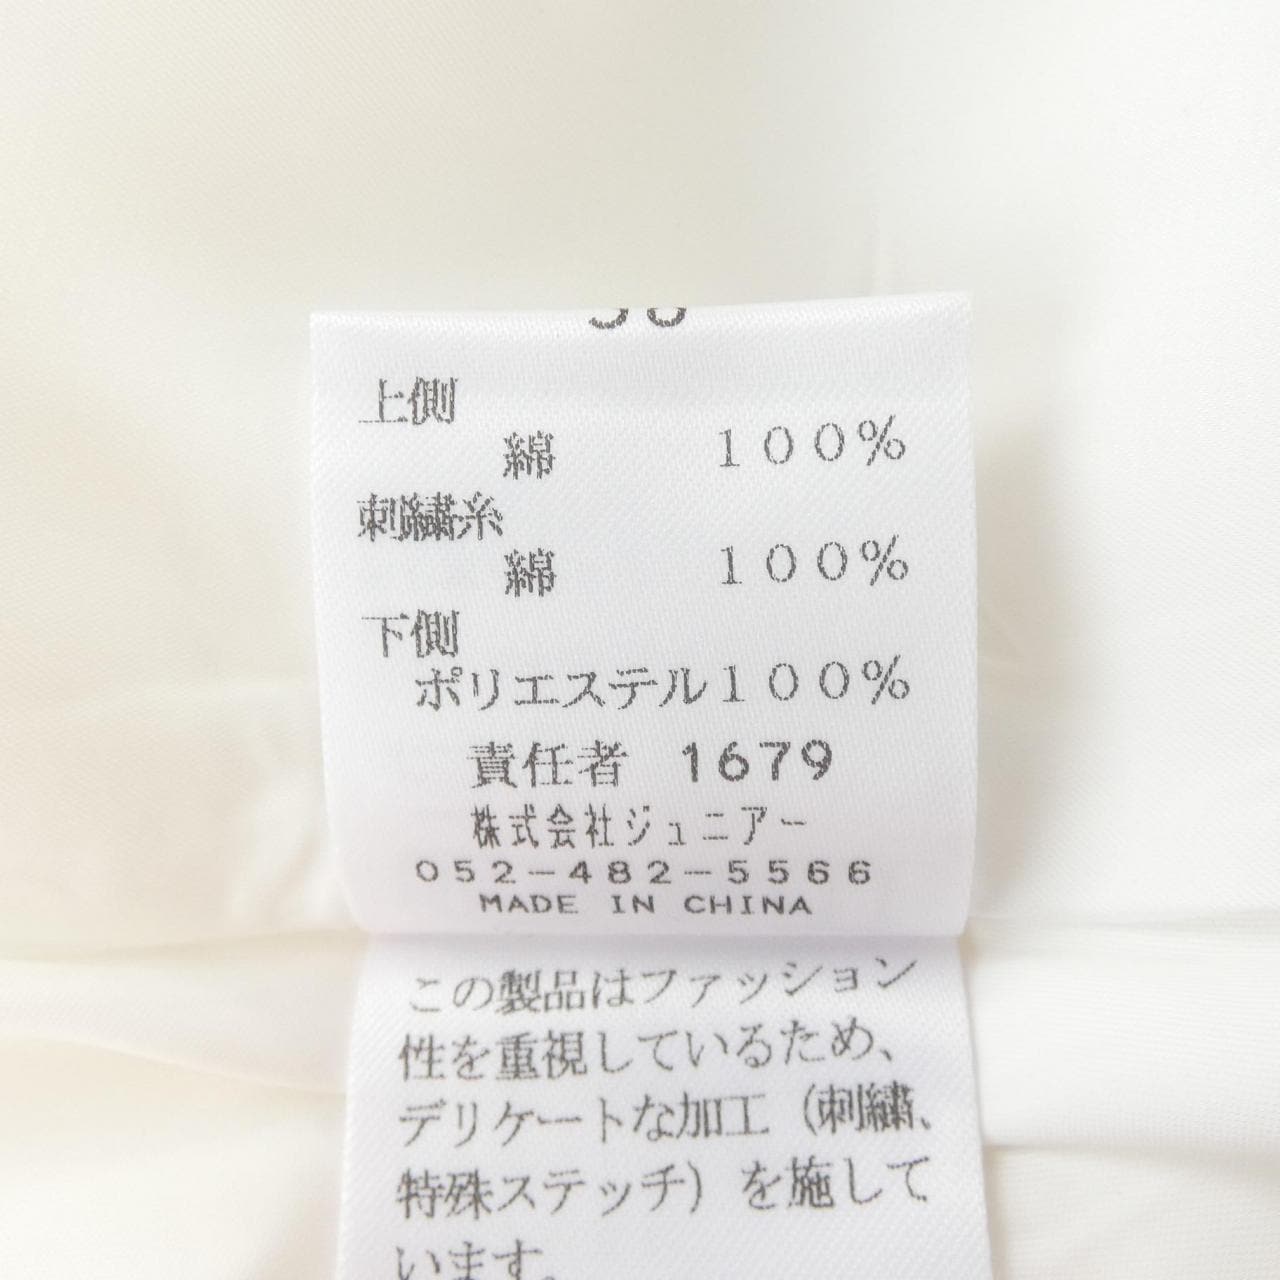 上側
綿 100%
刺繍糸
綿 100%
下側
ポリエステル100%
責任者 1679
株式会社ジュニアー
052-482-5566
MADE IN CHINA
この製品はファッション
性を重視しているため、
デリケートな加工(刺繍、
特殊ステッチ)を施して
います。